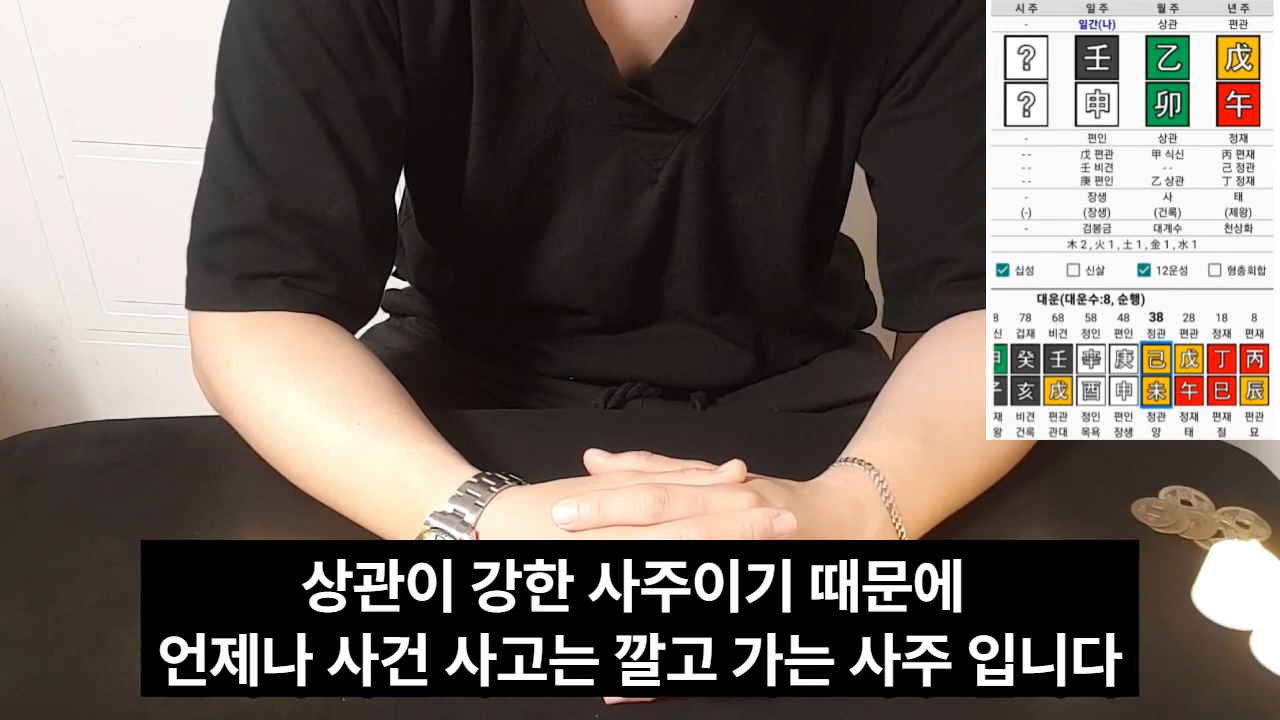 시주 일주 월주 년주
- 일간(나) 상관 편관
? 壬 乙 戊
? 申 卯 午
- 편인 상관 정재
-- 戊 편관 甲 식신 丙 편재
-- 壬 비견 -- 己 정관
-- 庚 편인 乙 상관 丁 정재
- 장생 사 태
(-) (장생) (건록) (제왕)
- 검봉금 대계수 천상화
木2, 火1, 土1, 金1, 水1
십성 신살 12운성 형충회합
대운(대운수:8, 순행)
8 78 68 58 48 38 28 18 8
신 겁재 비견 정인 편인 정관 편관 정재 편재
甲 癸 壬 辛 庚 己 戊 丁 丙
子 亥 戌 酉 申 未 午 巳 辰
재 비견 편관 정인 편인 정관 정재 편재 편관
왕 건록 관대 목욕 장생 양 태 절 묘
상관이 강한 사주이기 때문에
언제나 사건 사고는 깔고 가는 사주 입니다